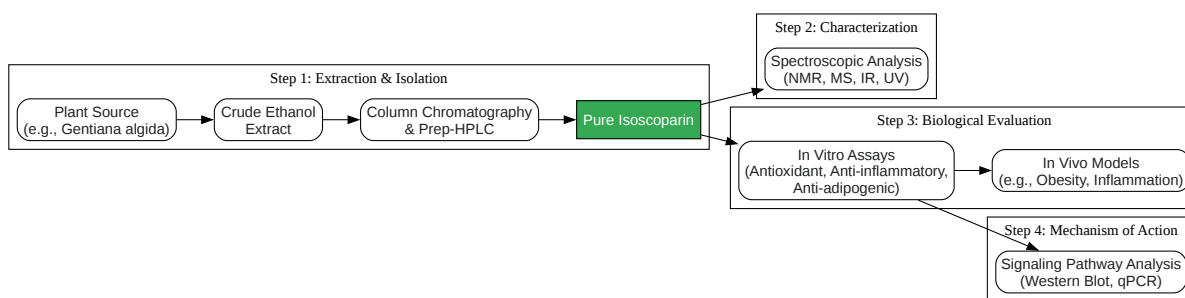 Step 1: Extraction & Isolation
Plant Source
(e.g., Gentiana algida)
Crude Ethanol
Extract
Column Chromatography
& Prep-HPLC
Pure Isoscoparin
Step 2: Characterization
Spectroscopic Analysis
(NMR, MS, IR, UV)
Step 3: Biological Evaluation
In Vitro Assays
(Antioxidant, Anti-inflammatory,
Anti-adipogenic)
In Vivo Models
(e.g., Obesity, Inflammation)
Step 4: Mechanism of Action
Signaling Pathway Analysis
(Western Blot, qPCR)